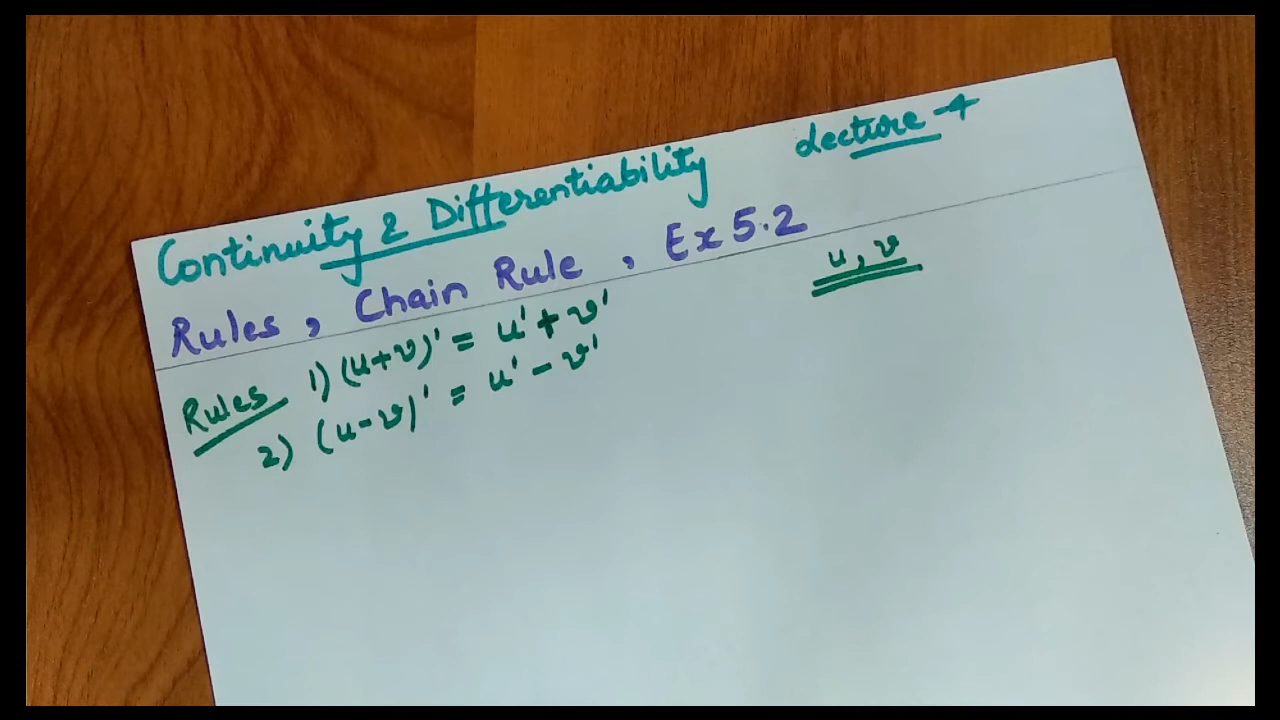 Continuity & Differentiability Lecture-4
Rules, Chain Rule, Ex 5.2
u, v
Rules 1) (u+v)' = u' + v'
2) (u-v)' = u' - v'